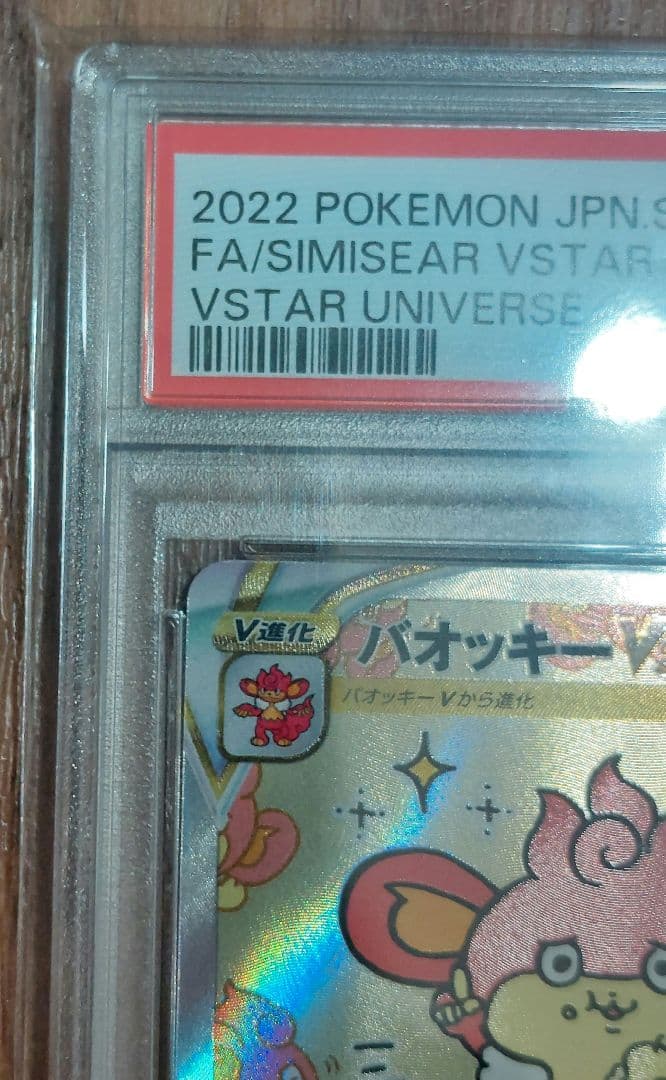 2022 POKEMON JPN.S
FA/SIMISEAR VSTAR
VSTAR UNIVERSE
V進化
バオッキーV
バオッキーVから進化